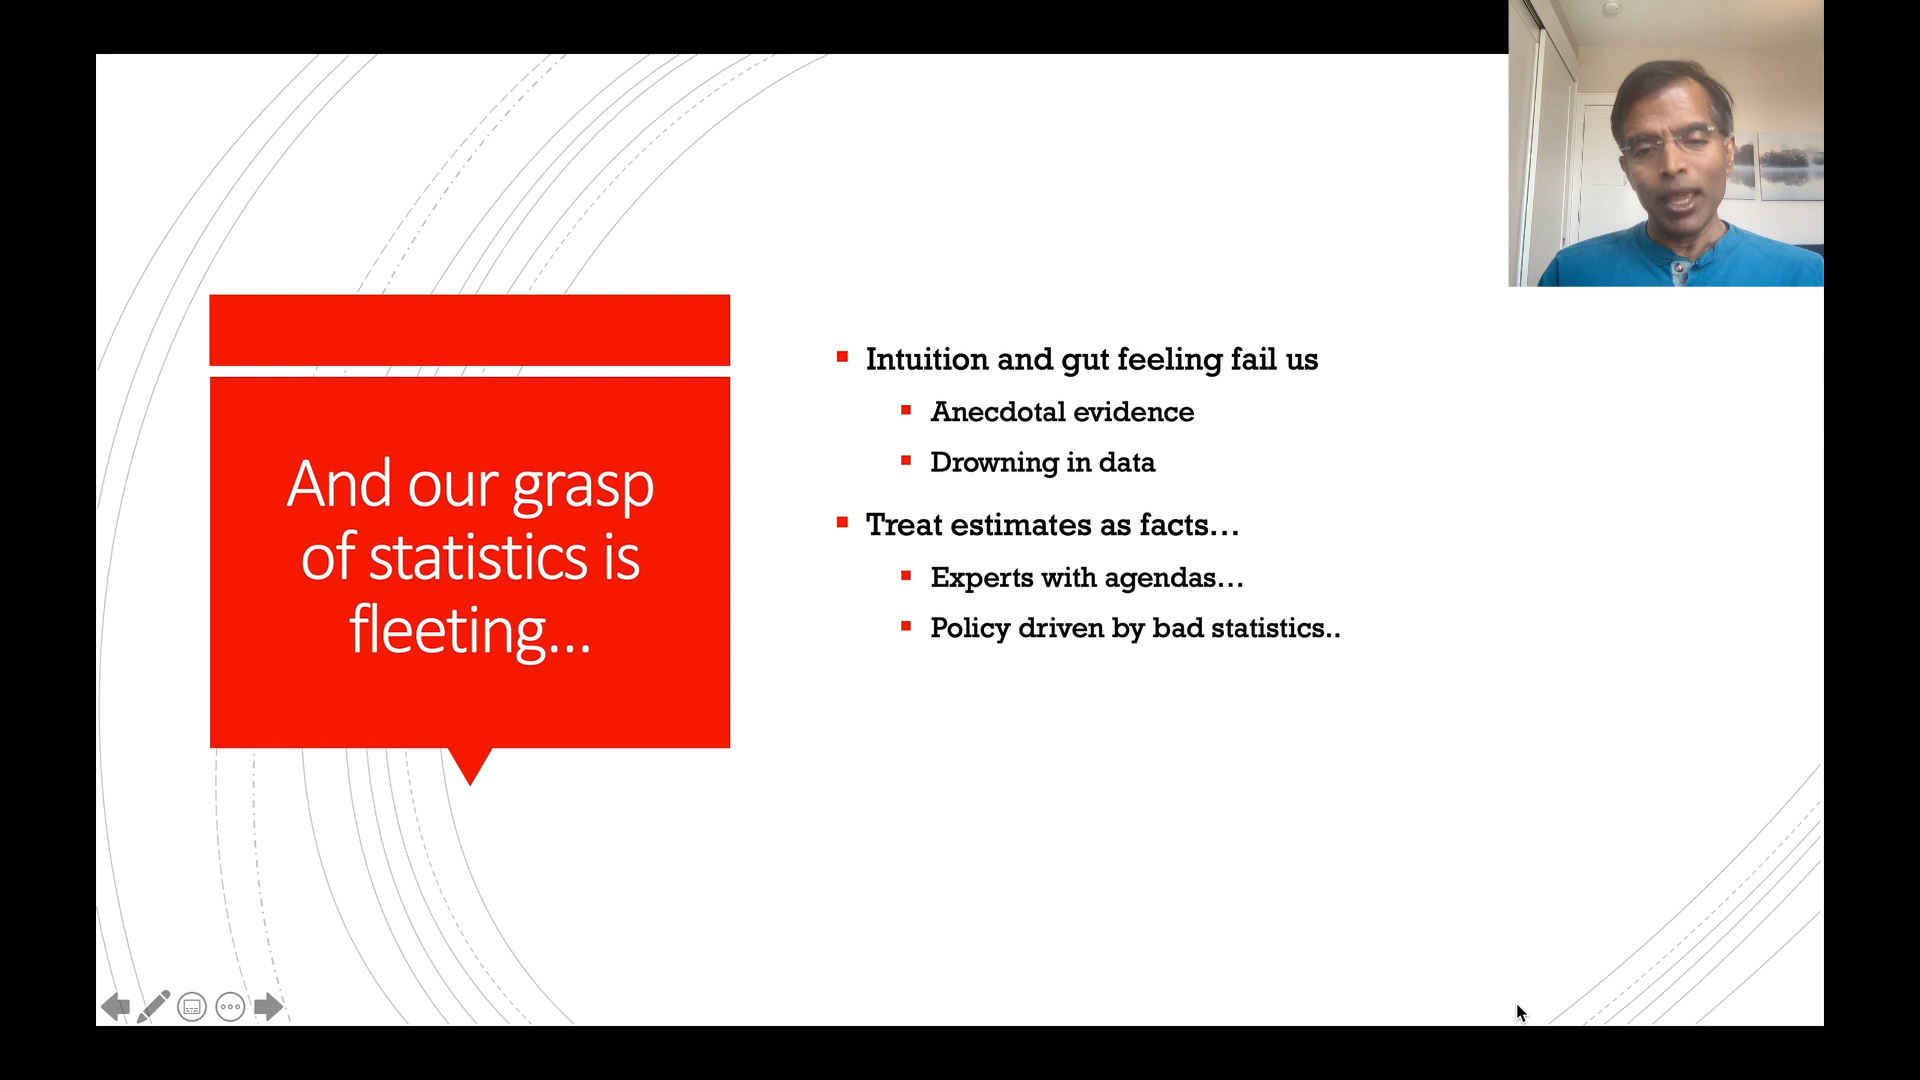 And our grasp
of statistics is
fleeting…
Intuition and gut feeling fail us
Anecdotal evidence
Drowning in data
Treat estimates as facts…
Experts with agendas…
Policy driven by bad statistics..